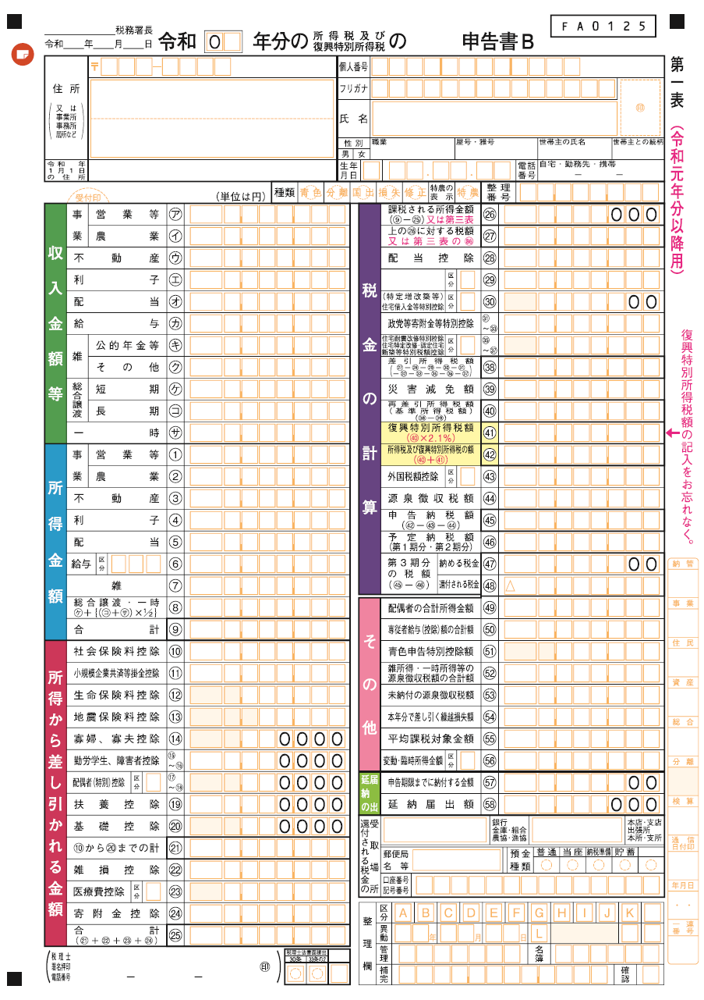 FA0125
税務署長
令和 年 月 日
令和 0 年分の 所得税及び復興特別所得税 の 申告書B
第一表
(令和元年分以降用)
復興特別所得税額の記入をお忘れなく。
住所
(又は 事業所 事務所 居所など)
〒 －
個人番号
フリガナ
氏名
印
性別 男 女
職業
屋号・雅号
世帯主の氏名
世帯主との続柄
令和 年 1月1日 の住所
生年月日
電話番号
自宅・勤務先・携帯
－ －
受付印
(単位は円)
種類 青色 分離 国出 損失 修正 特農の表示 特農
整理番号
収入金額等
事業 営業等 ㋐
農業 ㋑
不動産 ㋒
利子 ㋓
配当 ㋔
給与 ㋕
雑 公的年金等 ㋖
その他 ㋗
総合譲渡 短期 ㋘
長期 ㋙
一時 ㋚
所得金額
事業 営業等 ①
農業 ②
不動産 ③
利子 ④
配当 ⑤
給与 区分 ⑥
雑 ⑦
総合譲渡・一時 ㋘＋{(㋙＋㋚)×1/2} ⑧
合計 ⑨
所得から差し引かれる金額
社会保険料控除 ⑩
小規模企業共済等掛金控除 ⑪
生命保険料控除 ⑫
地震保険料控除 ⑬
寡婦、寡夫控除 ⑭ 0000
勤労学生、障害者控除 ⑮～⑯ 0000
配偶者(特別)控除 区分 ⑰～⑱ 0000
扶養控除 ⑲ 0000
基礎控除 ⑳ 0000
⑩から⑳までの計 ㉑
雑損控除 ㉒
医療費控除 区分 ㉓
寄附金控除 ㉔
合計 (㉑＋㉒＋㉓＋㉔) ㉕
税理士
署名押印
電話番号
－ －
印
税理士法書面提出
30条 33条の2
税金の計算
課税される所得金額 (⑨－㉕)又は第三表 ㉖ 000
上の㉖に対する税額 又は第三表の 86 ㉗
配当控除 ㉘
区分 ㉙
(特定増改築等) 住宅借入金等特別控除 区分 ㉚ 00
政党等寄附金等特別控除 ㉛～㉝
住宅耐震改修特別控除 住宅特定改修・認定住宅 新築等特別税額控除 区分 ㉟～㊲
差引所得税額 (㉗－㉘－㉙－㉚－㉛－㉜－㉝－㉟－㊱－㊲) ㊳
災害減免額 ㊴
再差引所得税額 (基準所得税額) (㊳－㊴) ㊵
復興特別所得税額 (㊵×2.1%) ㊶
所得税及び復興特別所得税の額 (㊵＋㊶) ㊷
外国税額控除 区分 ㊸
源泉徴収税額 ㊹
申告納税額 (㊷－㊸－㊹) ㊺
予定納税額 (第1期分・第2期分) ㊻
第3期分の税額 (㊺－㊻) 納める税金 ㊼ 00
還付される税金 ㊽ △
その他
配偶者の合計所得金額 ㊾
専従者給与(控除)額の合計額 ㊿
青色申告特別控除額 51
雑所得・一時所得等の源泉徴収税額の合計額 52
未納付の源泉徴収税額 53
本年分で差し引く繰越損失額 54
平均課税対象金額 55
変動・臨時所得金額 区分 56
延納の届出
申告期限までに納付する金額 57 00
延納届出額 58 000
還付される税金の受取場所
銀行 金庫・組合 農協・漁協
本店・支店 出張所 本所・支所
郵便局名等
預金種類 普通 当座 納税準備 貯蓄
口座番号 記号番号
整理欄
区分 A B C D E F G H I J K
異動 年 月 日 L
管理 名簿
補完 確認
納管
事業
住民
資産
総合
分離
検算
通信日付印
年月日
・ ・
一連番号